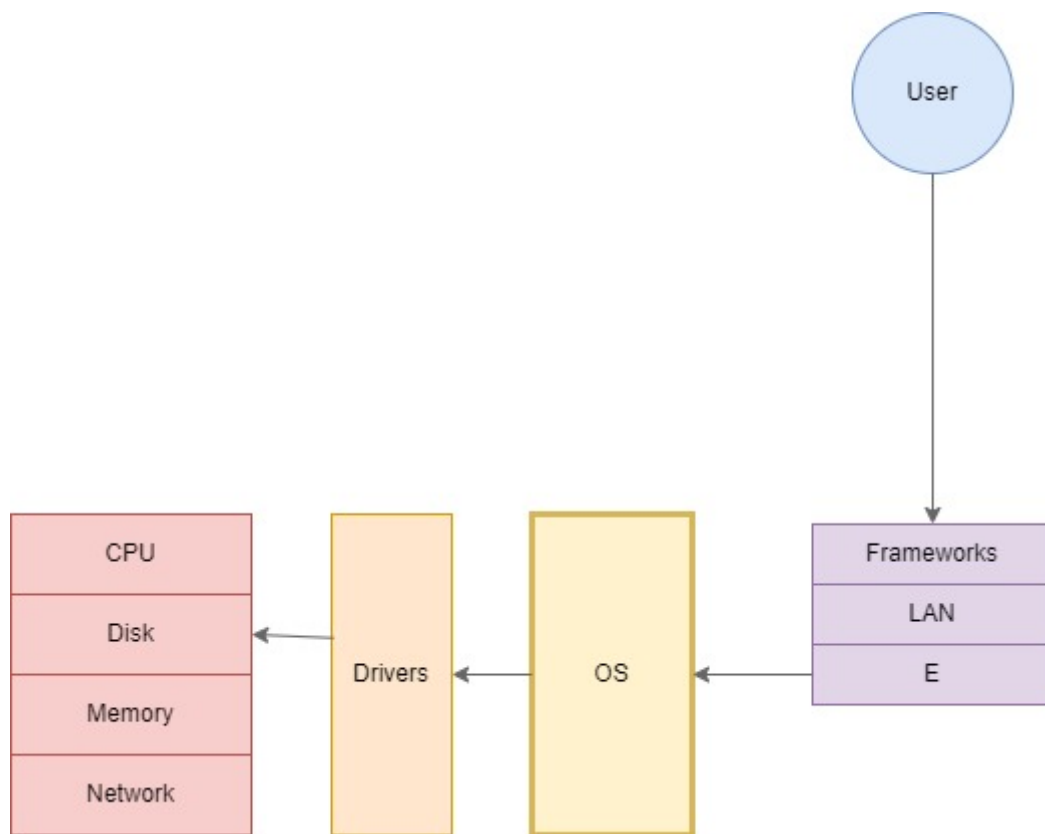 User
CPU
Disk
Memory
Network
Drivers
OS
Frameworks
LAN
E